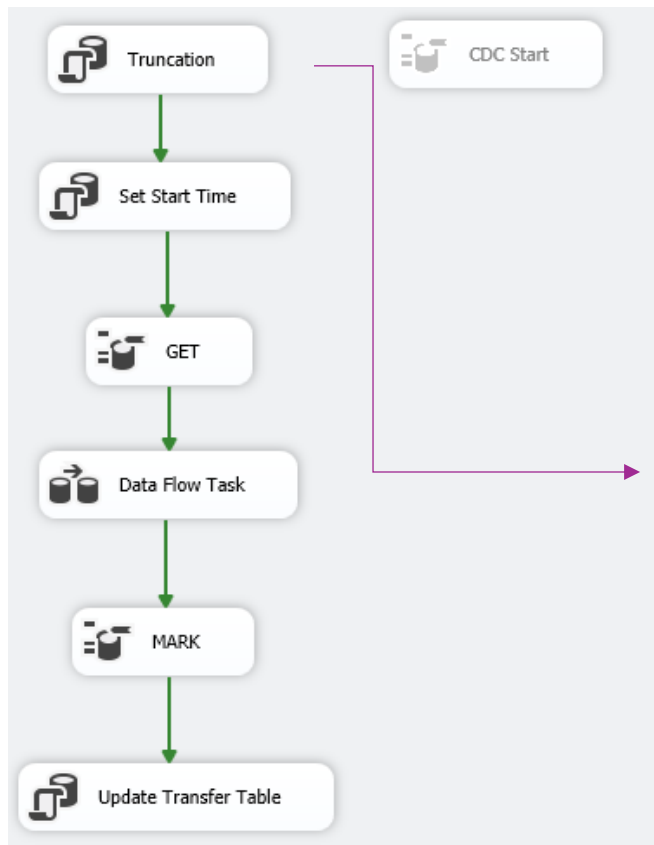 Truncation
CDC Start
Set Start Time
GET
Data Flow Task
MARK
Update Transfer Table